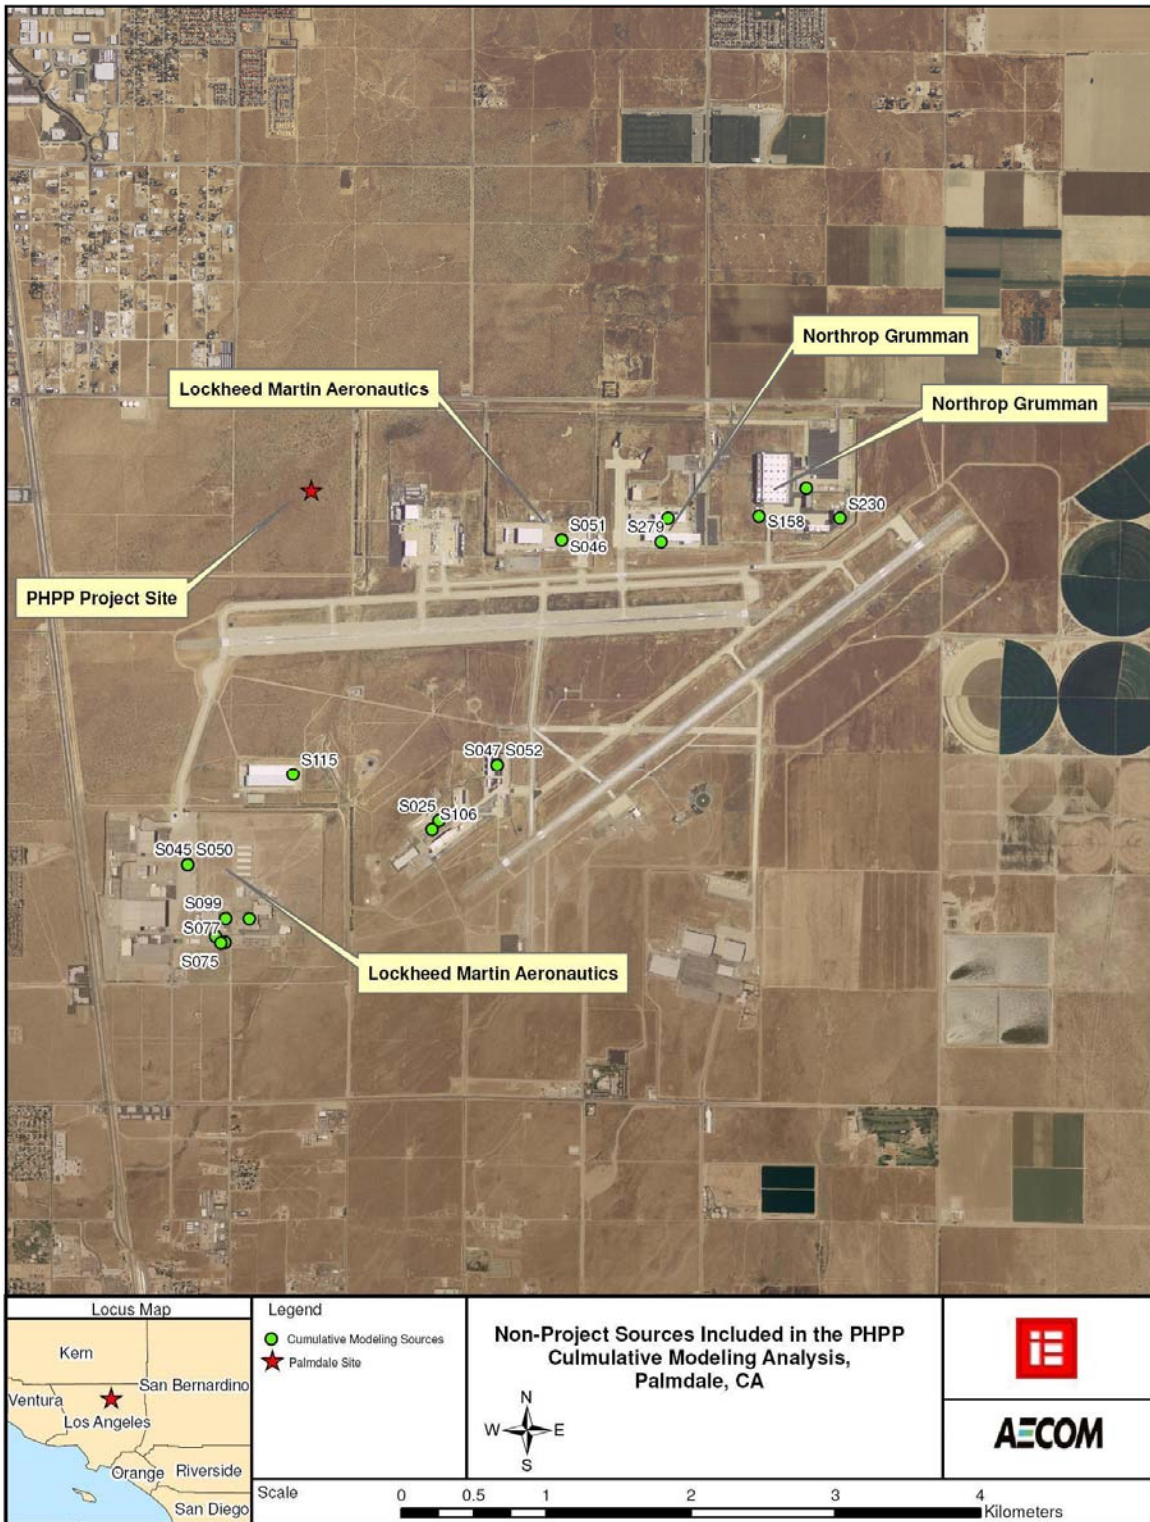 Northrop Grumman
Lockheed Martin Aeronautics
Northrop Grumman
S051
S046
S279
S158
S230
PHPP Project Site
S115
S047
S052
S025
S106
S045
S050
S099
S077
S075
Lockheed Martin Aeronautics
Locus Map
Kern
San Bernardino
Ventura
Los Angeles
Orange
Riverside
San Diego
Legend
Cumulative Modeling Sources
Palmdale Site
Non-Project Sources Included in the PHPP
Culmulative Modeling Analysis,
Palmdale, CA
N
W
E
S
iE
AECOM
Scale
0
0.5
1
2
3
4
Kilometers